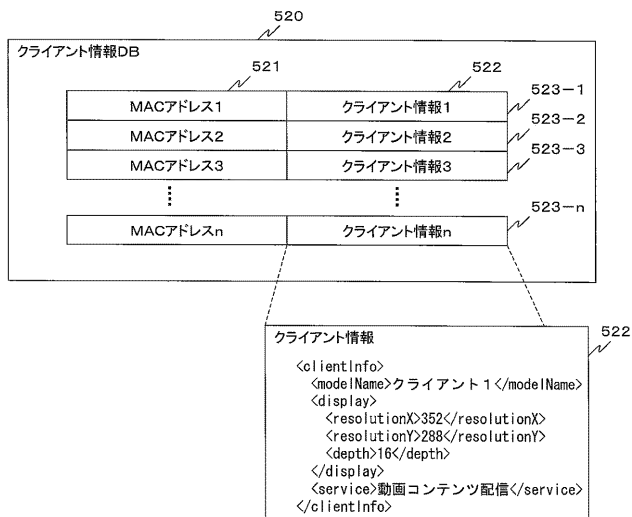 520
クライアント情報DB
521
522
MACアドレス1 クライアント情報1 523-1
MACアドレス2 クライアント情報2 523-2
MACアドレス3 クライアント情報3 523-3
MACアドレスn クライアント情報n 523-n
クライアント情報 522
<clientInfo>
<modelName>クライアント1</modelName>
<display>
<resolutionX>352</resolutionX>
<resolutionY>288</resolutionY>
<depth>16</depth>
</display>
<service>動画コンテンツ配信</service>
</clientInfo>